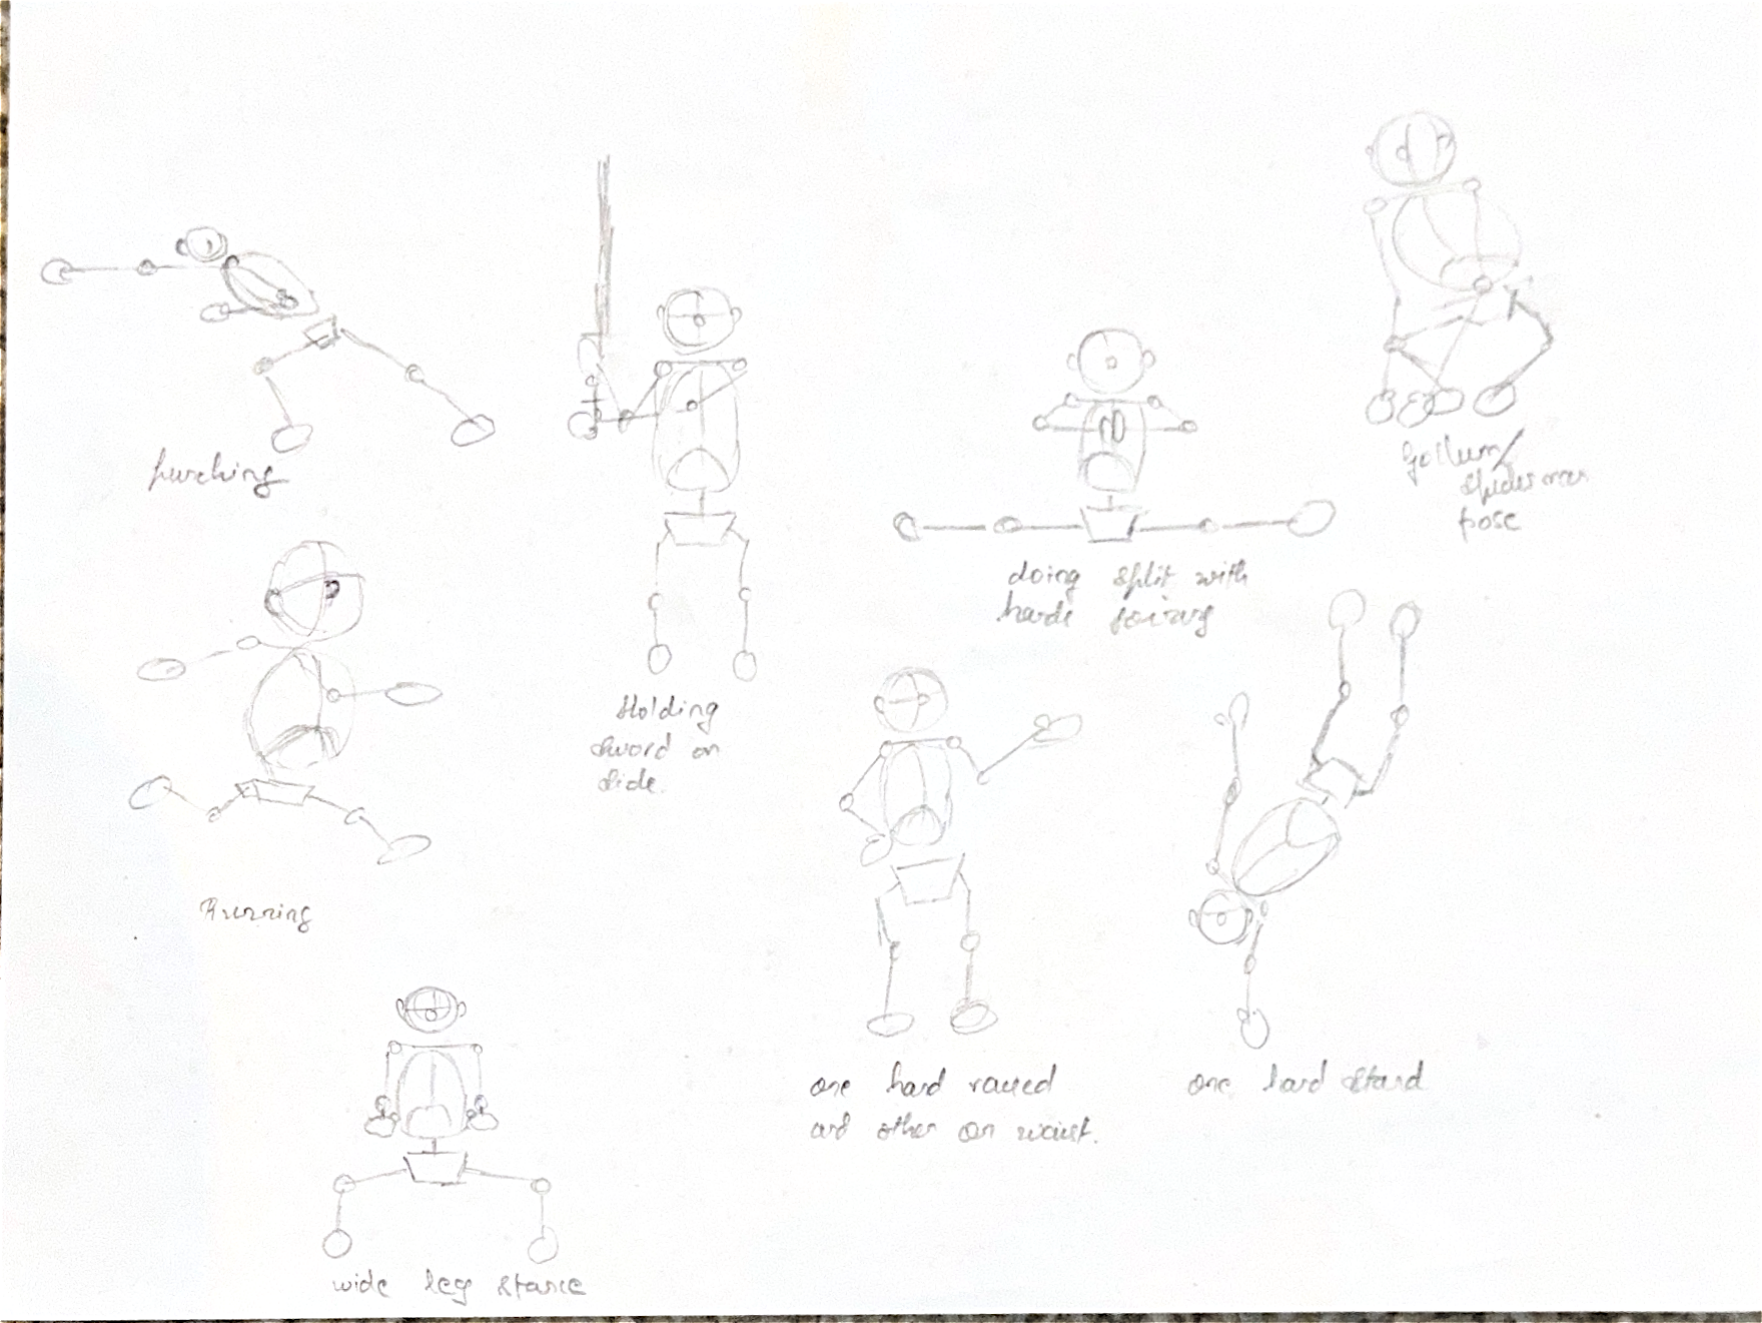 punching
Gollum/
spiderman
pose
doing split with
hands joining
Holding
sword on
side.
Running
one hand raised
and other on waist.
one hand stand
wide leg stance